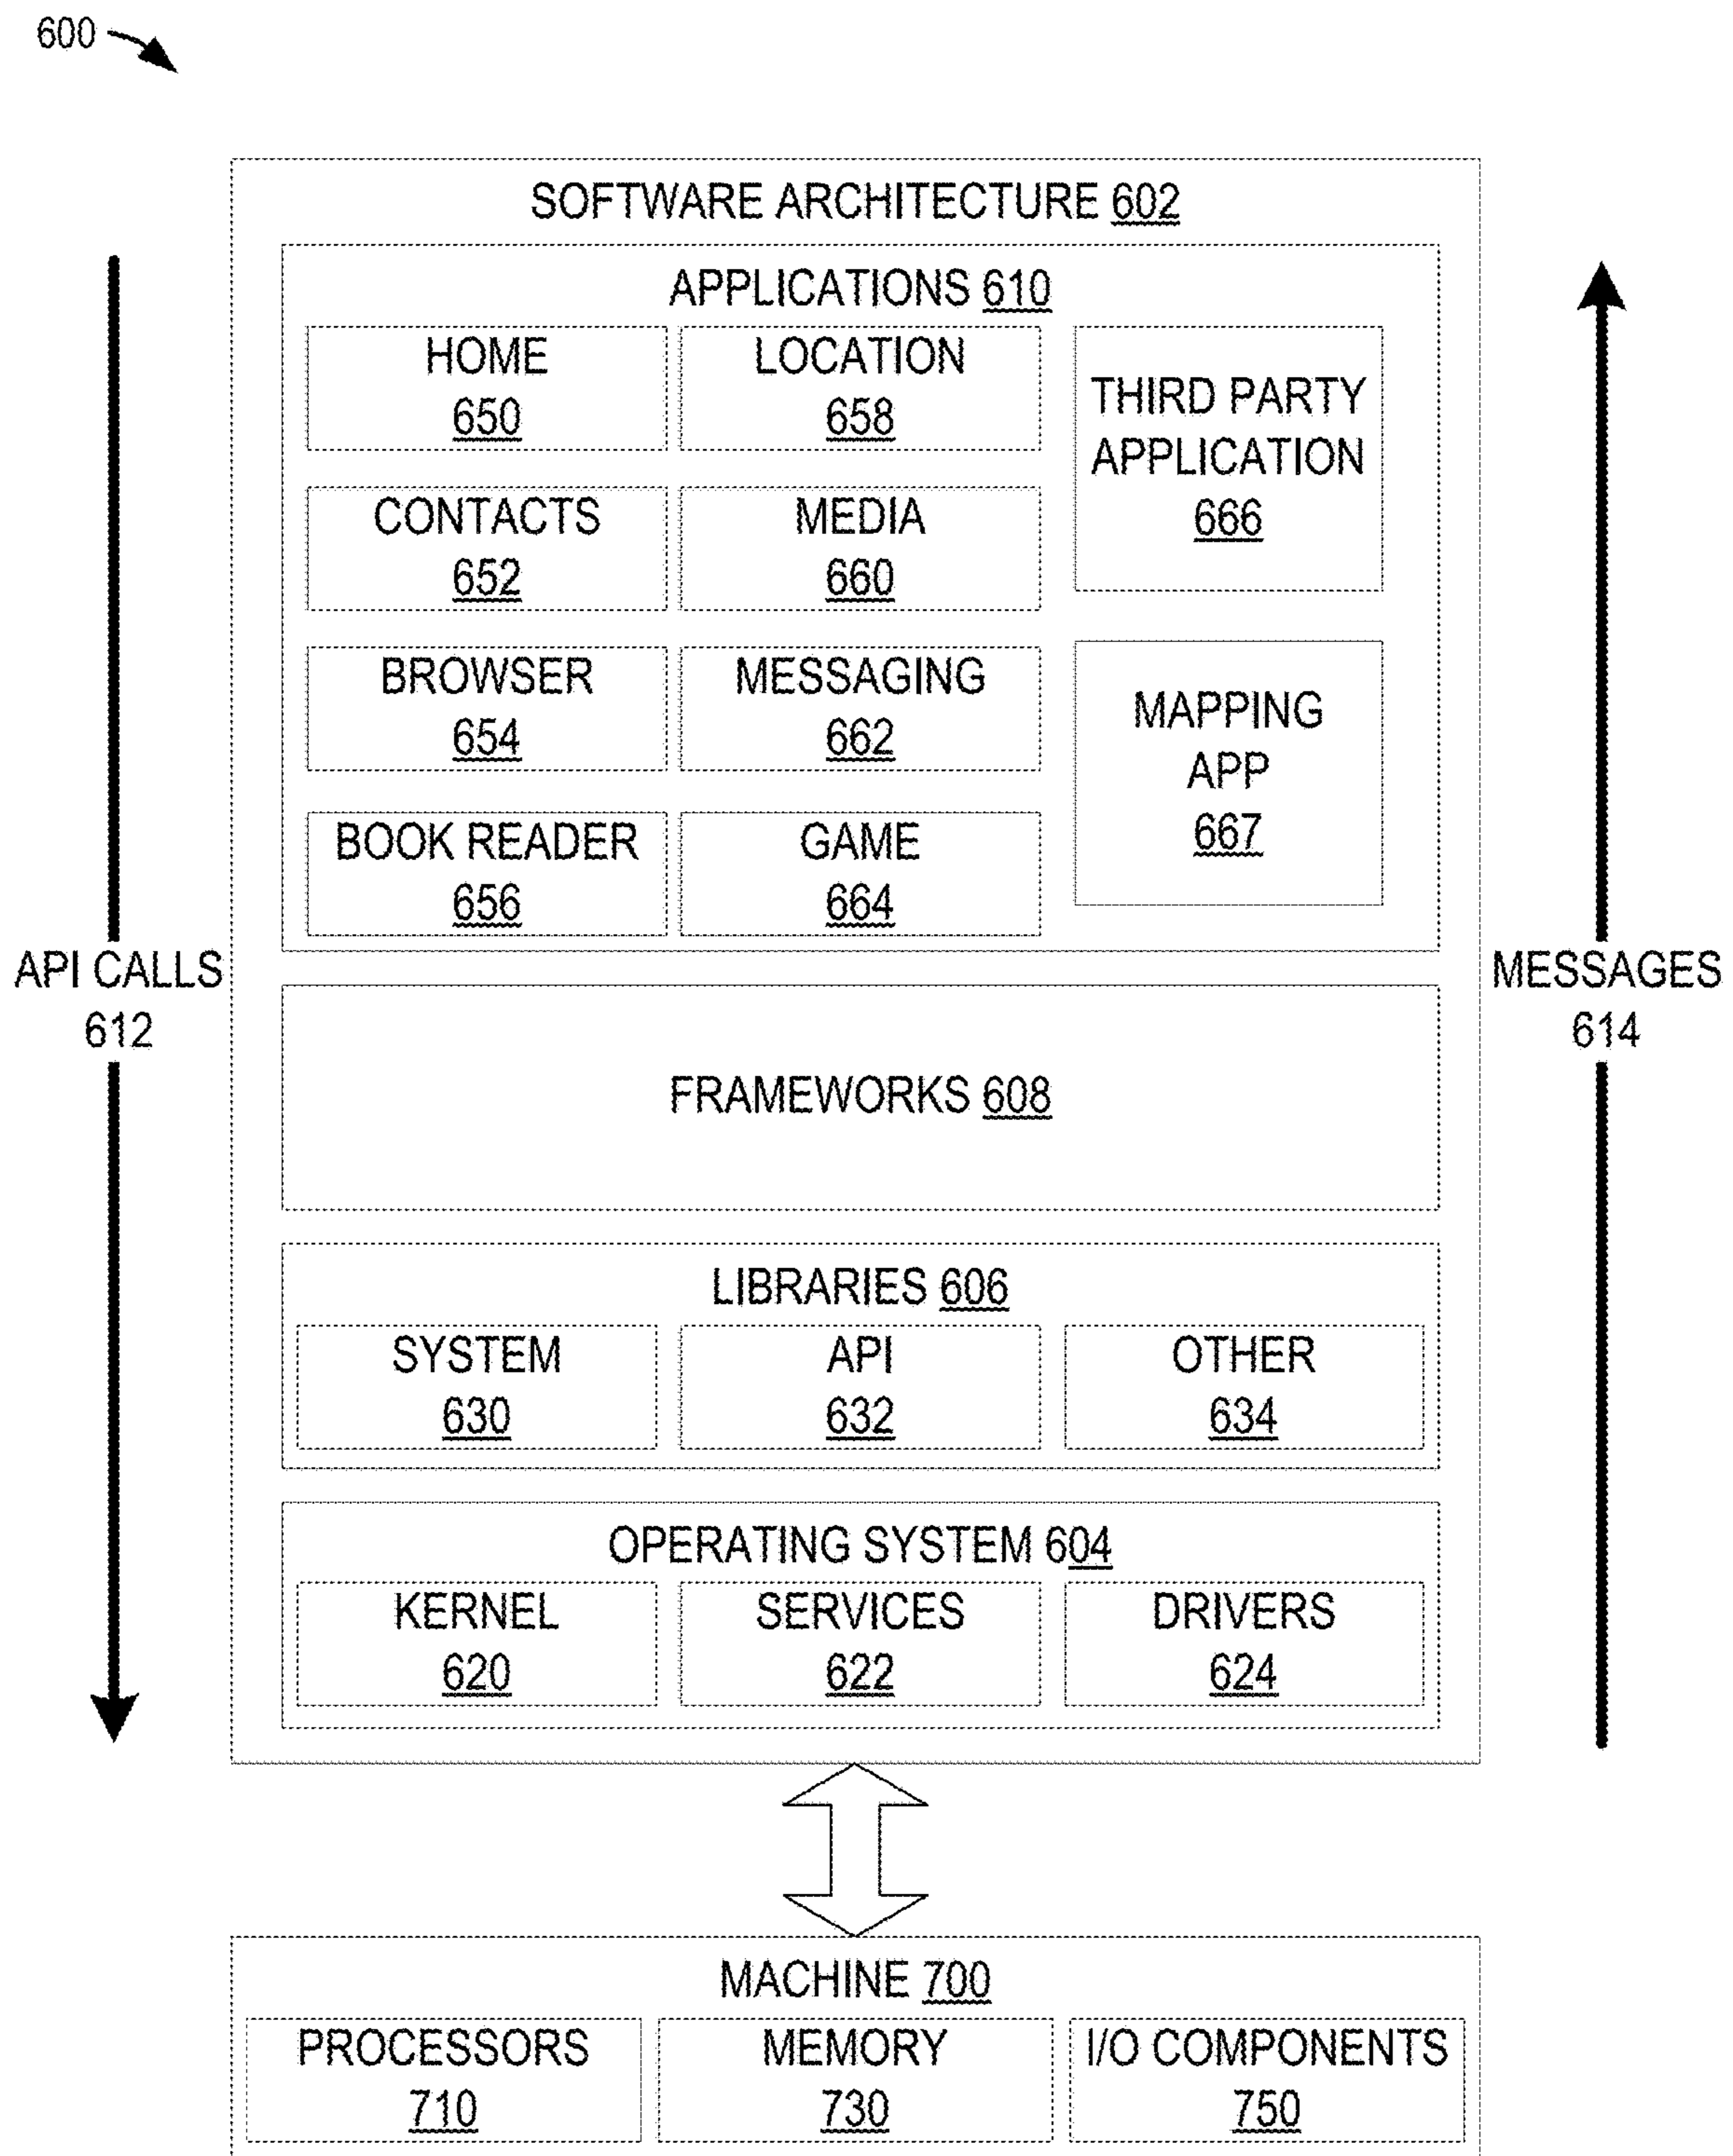 600
SOFTWARE ARCHITECTURE 602
APPLICATIONS 610
HOME
650
LOCATION
658
THIRD PARTY
APPLICATION
666
CONTACTS
652
MEDIA
660
BROWSER
654
MESSAGING
662
MAPPING
APP
667
BOOK READER
656
GAME
664
API CALLS
612
MESSAGES
614
FRAMEWORKS 608
LIBRARIES 606
SYSTEM
630
API
632
OTHER
634
OPERATING SYSTEM 604
KERNEL
620
SERVICES
622
DRIVERS
624
MACHINE 700
PROCESSORS
710
MEMORY
730
I/O COMPONENTS
750